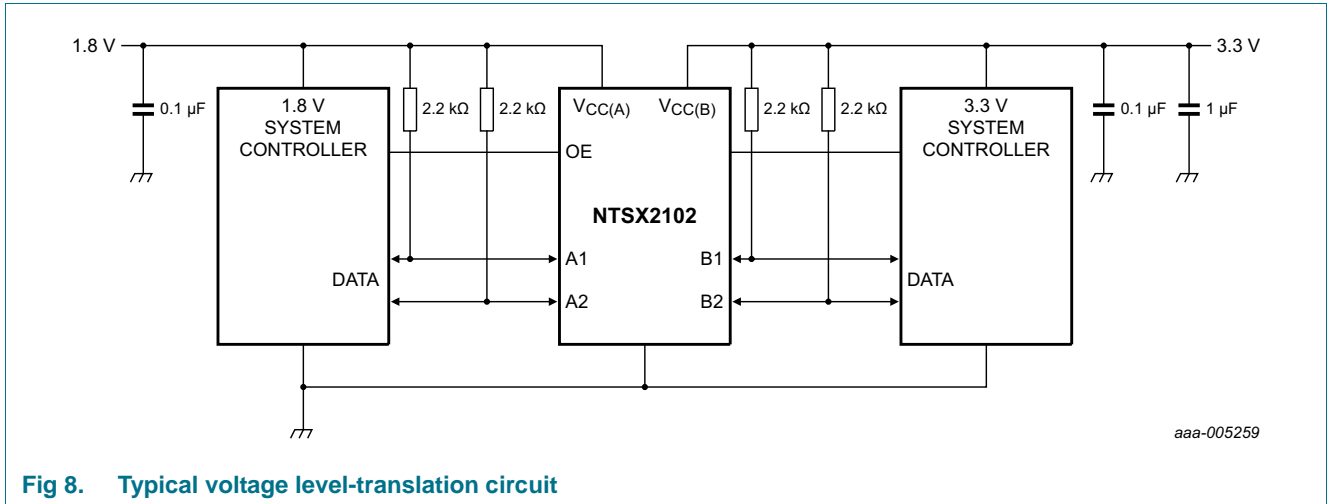 1.8 V
3.3 V
0.1 µF
1.8 V
SYSTEM
CONTROLLER
DATA
2.2 kΩ
2.2 kΩ
VCC(A)
VCC(B)
OE
NTSX2102
A1
A2
B1
B2
2.2 kΩ
2.2 kΩ
3.3 V
SYSTEM
CONTROLLER
DATA
0.1 µF
1 µF
aaa-005259
Fig 8. Typical voltage level-translation circuit